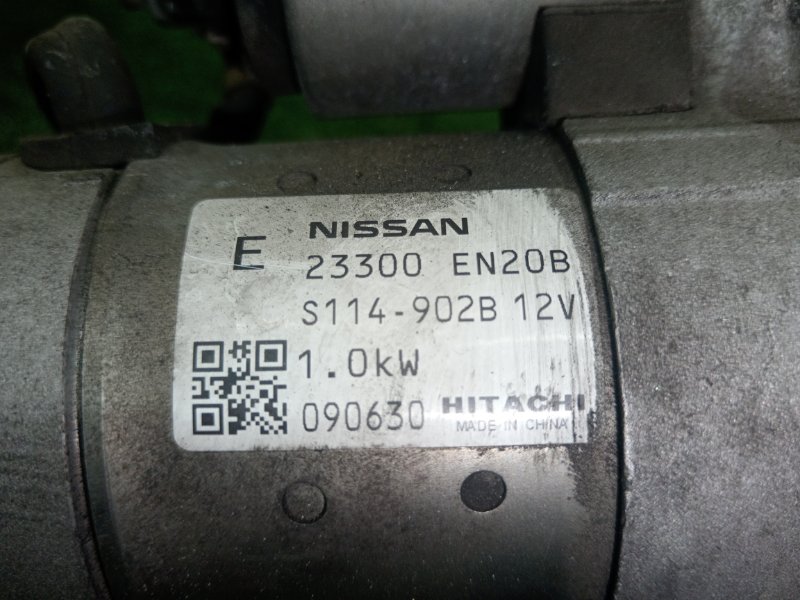 E NISSAN
23300 EN20B
S114-902B 12V
1.0kW
090630 HITACHI
MADE IN CHINA